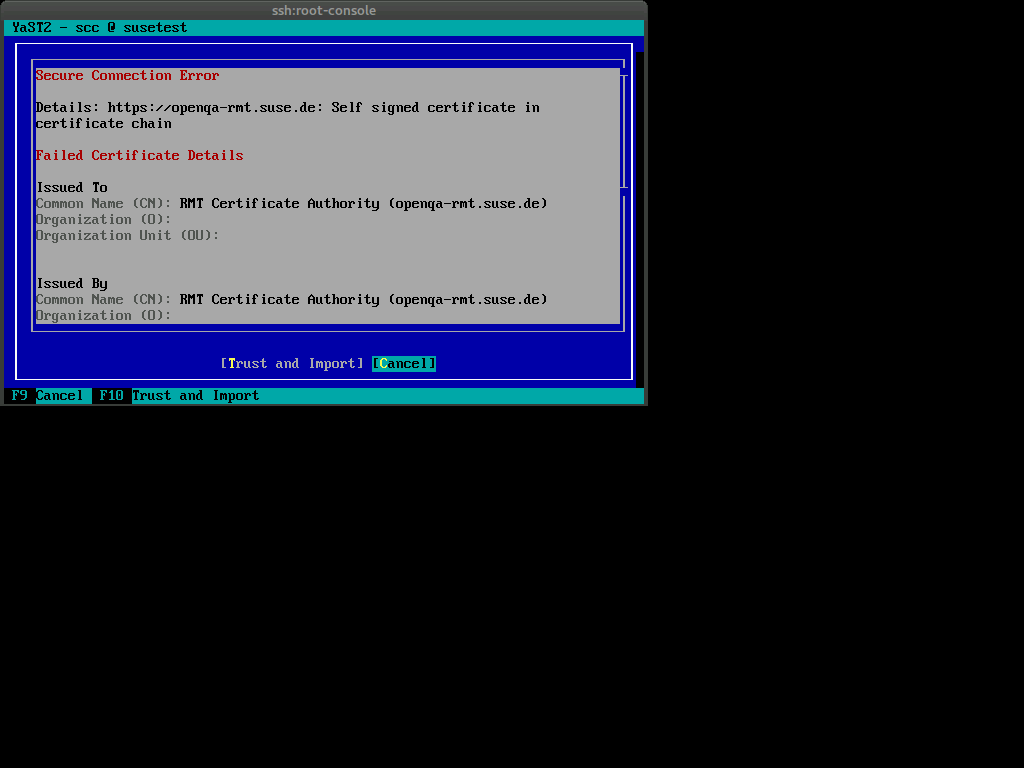 ssh:root-console
YaST2 - scc @ susetest
Secure Connection Error
Details: https://openqa-rmt.suse.de: Self signed certificate in
certificate chain
Failed Certificate Details
Issued To
Common Name (CN): RMT Certificate Authority (openqa-rmt.suse.de)
Organization (O):
Organization Unit (OU):
Issued By
Common Name (CN): RMT Certificate Authority (openqa-rmt.suse.de)
Organization (O):
[Trust and Import] [Cancel]
F9 Cancel F10 Trust and Import